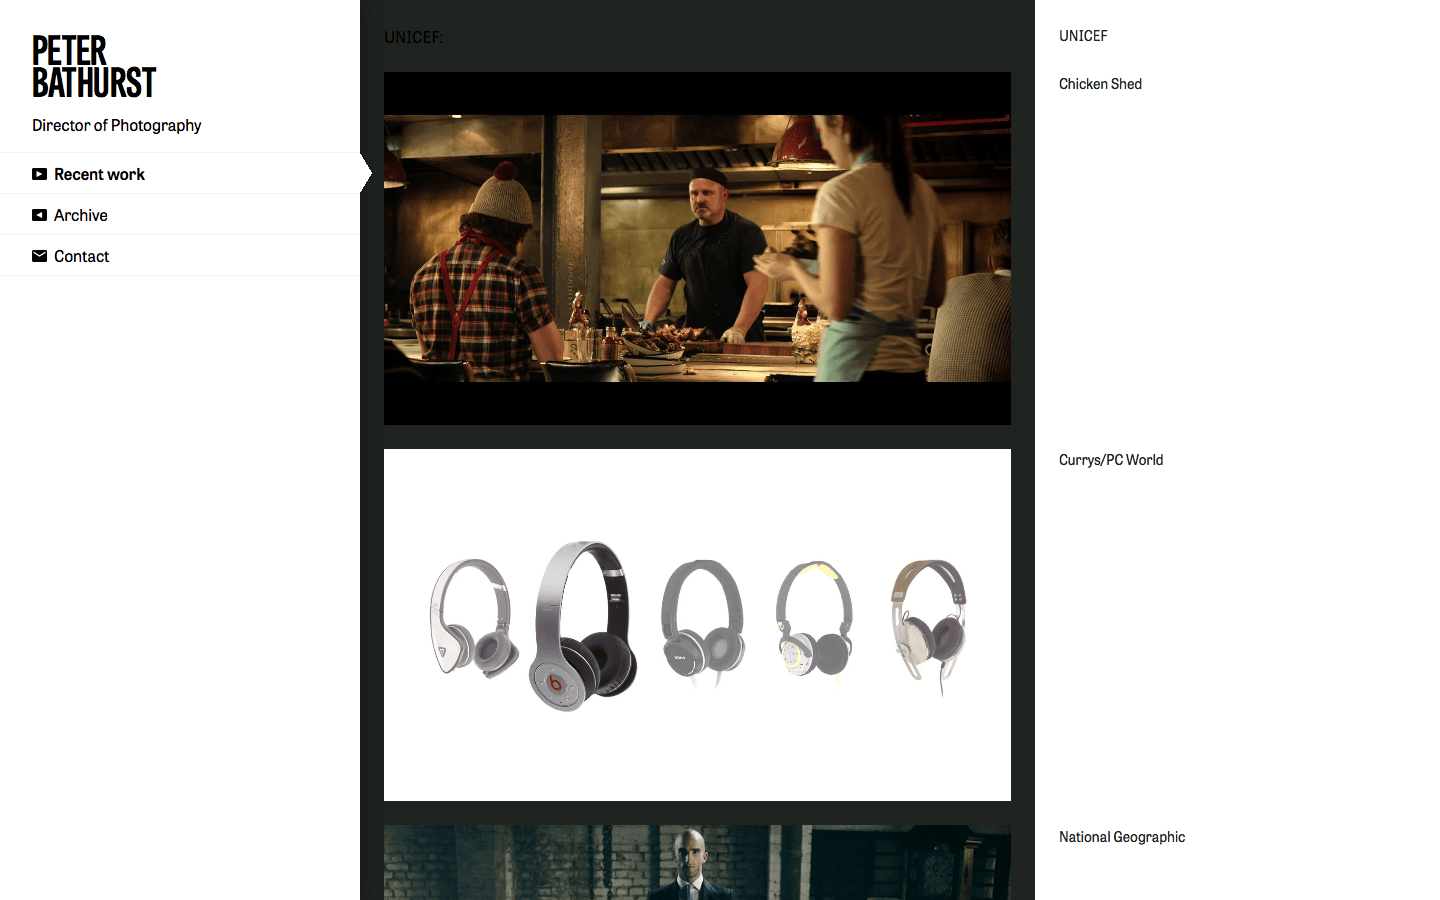 PETER
BATHURST
Director of Photography
Recent work
Archive
Contact
UNICEF:
UNICEF
Chicken Shed
Currys/PC World
National Geographic